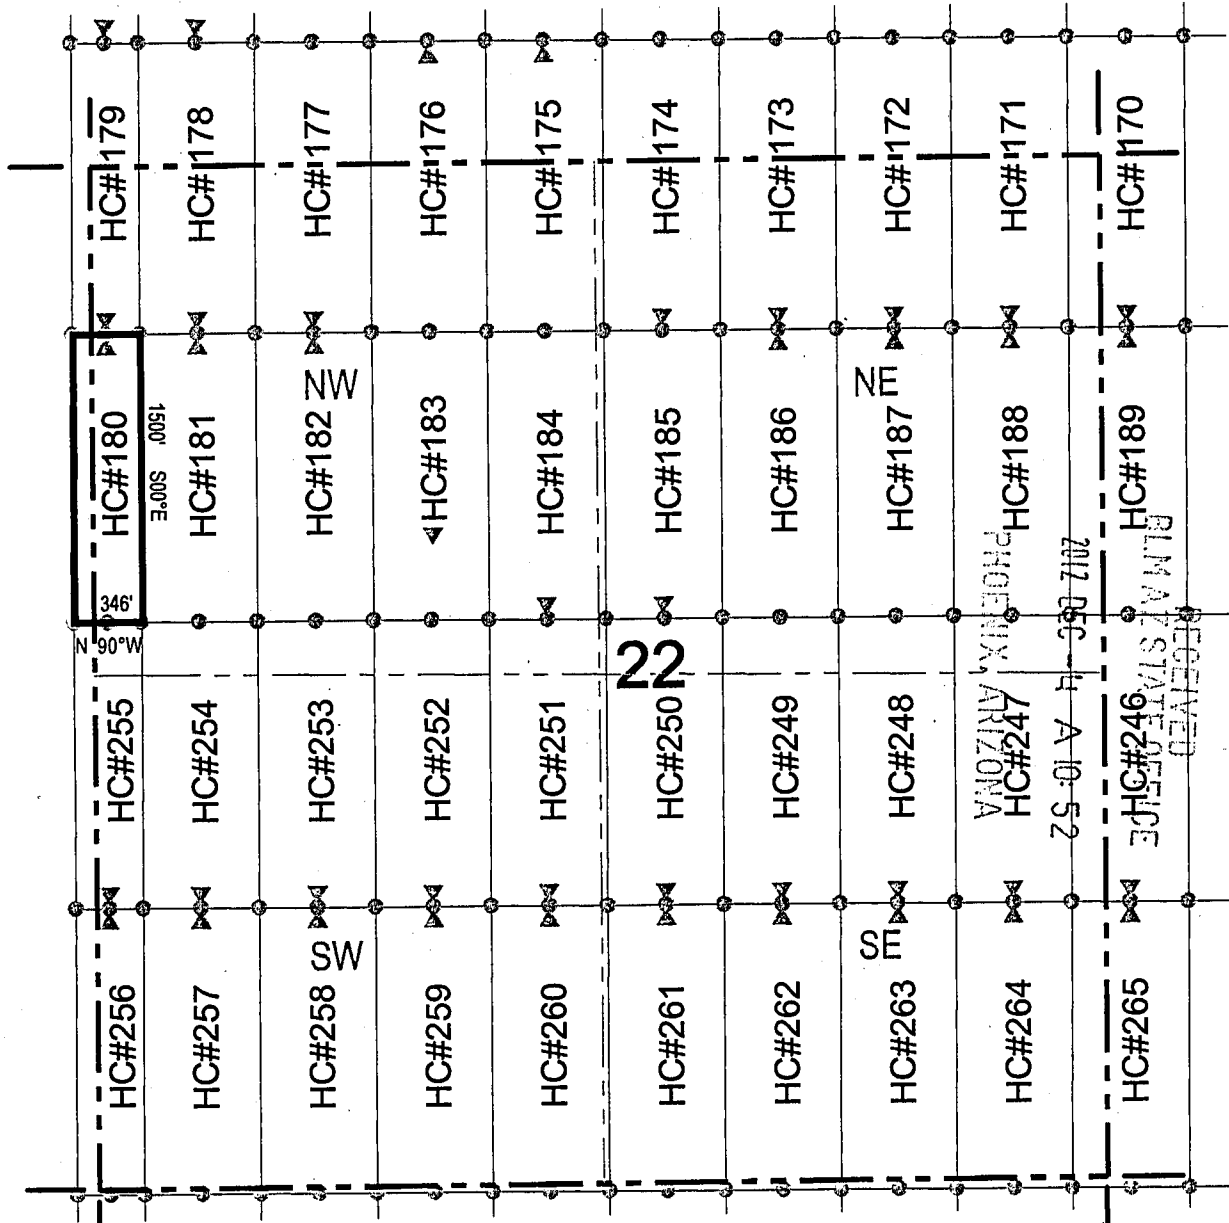 HC#179
HC#178
HC#177
HC#176
HC#175
HC#174
HC#173
HC#172
HC#171
HC#170
NW
NE
HC#180
1500' S00°E
HC#181
HC#182
HC#183
HC#184
HC#185
HC#186
HC#187
HC#188
HC#189
346'
N 90°W
22
RECEIVED
BLM AZ STATE OFFICE
2012 DEC -4 A 10:52
PHOENIX, ARIZONA
HC#255
HC#254
HC#253
HC#252
HC#251
HC#250
HC#249
HC#248
HC#247
HC#246
SW
SE
HC#256
HC#257
HC#258
HC#259
HC#260
HC#261
HC#262
HC#263
HC#264
HC#265